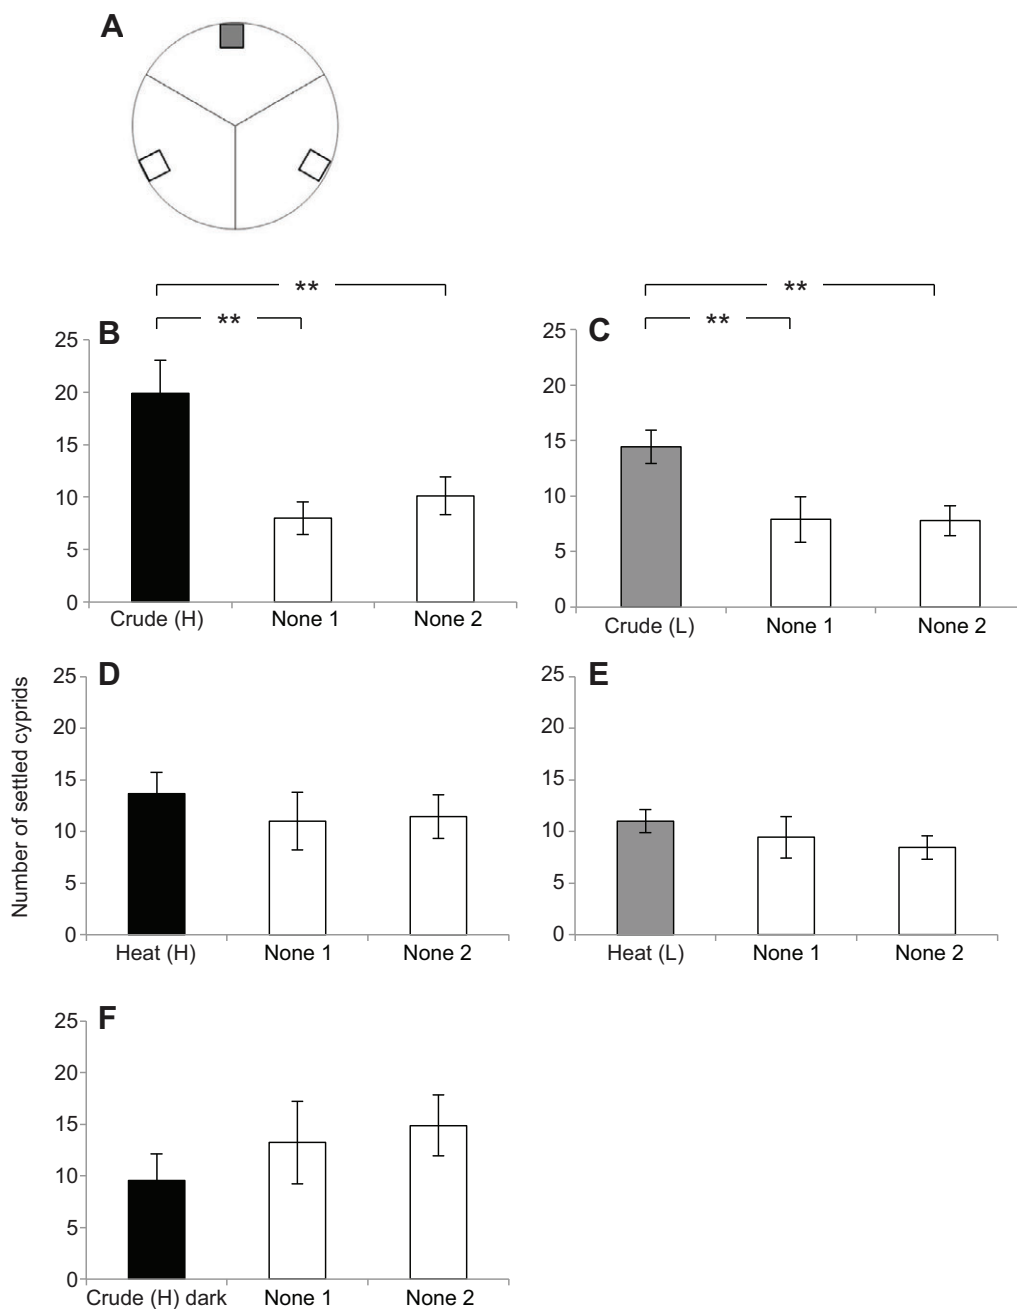 A
**
**
**
**
B
C
25
20
15
10
5
0
Crude (H)
None 1
None 2
25
20
15
10
5
0
Crude (L)
None 1
None 2
Number of settled cyprids
D
E
25
20
15
10
5
0
Heat (H)
None 1
None 2
25
20
15
10
5
0
Heat (L)
None 1
None 2
F
25
20
15
10
5
0
Crude (H) dark
None 1
None 2